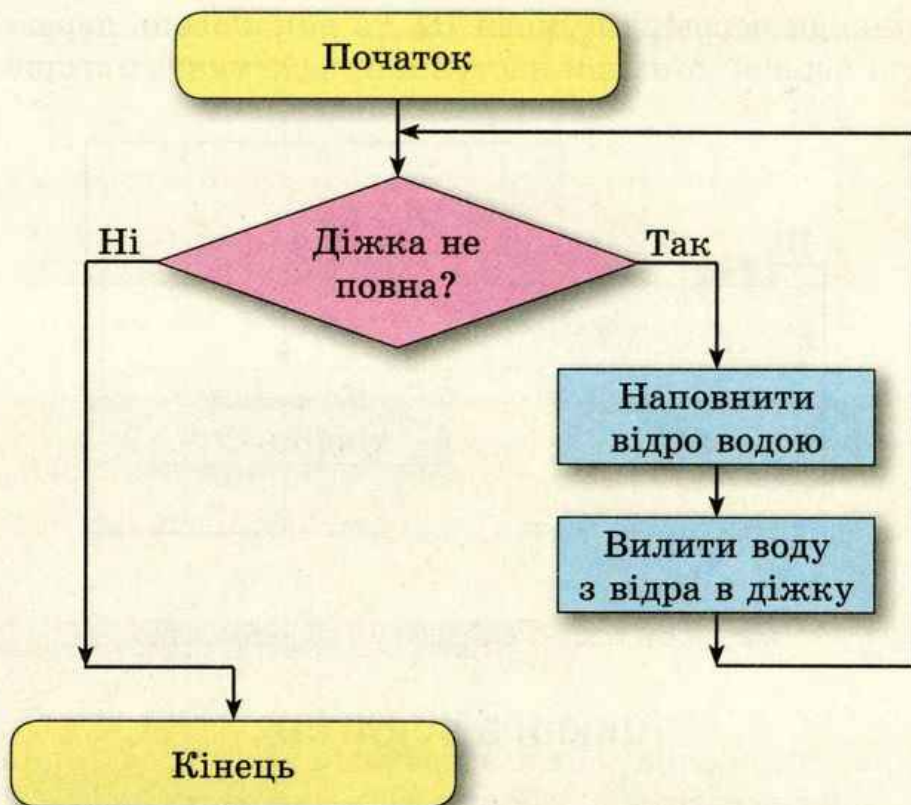 Початок
Ні
Діжка не
повна?
Так
Наповнити
відро водою
Вилити воду
з відра в діжку
Кінець